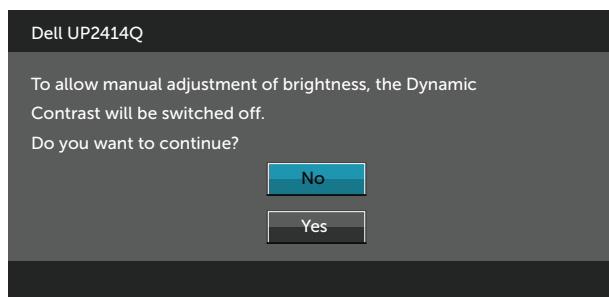 Dell UP2414Q
To allow manual adjustment of brightness, the Dynamic
Contrast will be switched off.
Do you want to continue?
No
Yes